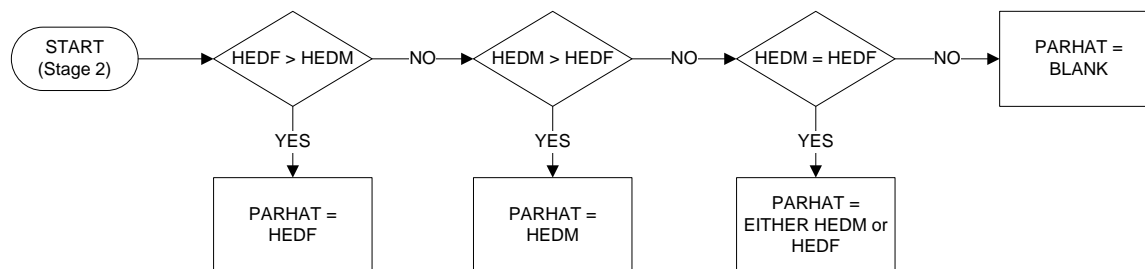 START
(Stage 2)
HEDF > HEDM
NO
HEDM > HEDF
NO
HEDM = HEDF
NO
PARHAT =
BLANK
YES
YES
YES
PARHAT =
HEDF
PARHAT =
HEDM
PARHAT =
EITHER HEDM or
HEDF